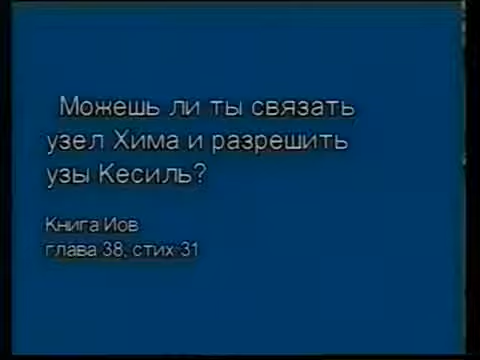 Можешь ли ты связать
узел Хима и разрешить
узы Кесиль?
Книга Иов
глава 38, стих 31